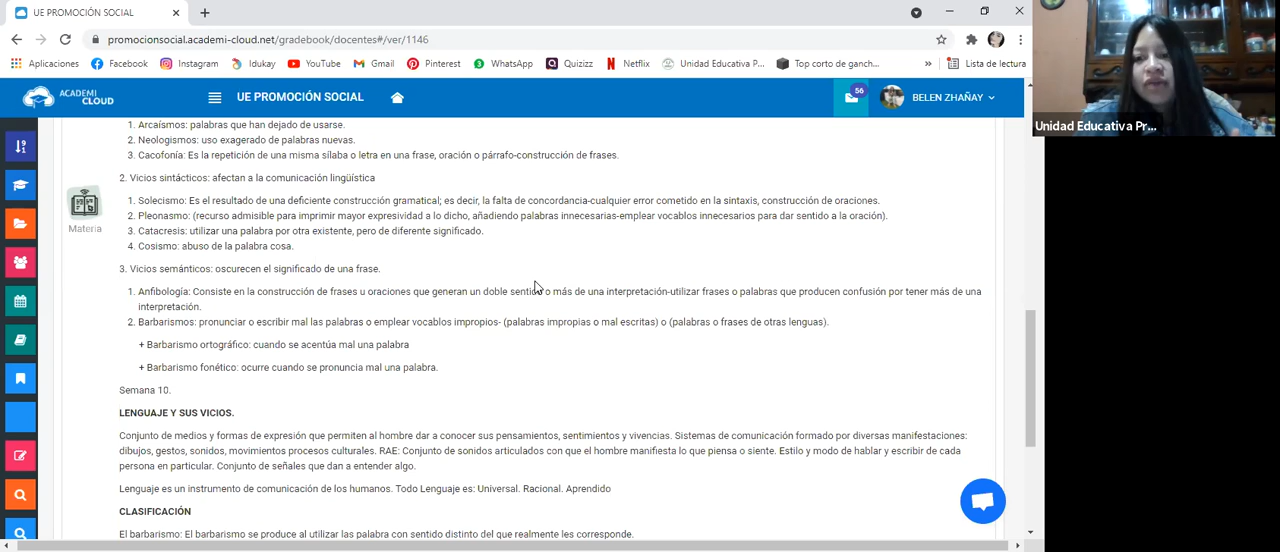 UE PROMOCIÓN SOCIAL
promocionsocial.academi-cloud.net/gradebook/docentes#/ver/1146
Aplicaciones Facebook Instagram Idukay YouTube Gmail Pinterest WhatsApp Quizizz Netflix Unidad Educativa P... Top corto de ganch... » Lista de lectura
ACADEMI CLOUD UE PROMOCIÓN SOCIAL 56 BELEN ZHAÑAY
Unidad Educativa Pr...
1. Arcaísmos: palabras que han dejado de usarse.
2. Neologismos: uso exagerado de palabras nuevas.
3. Cacofonía: Es la repetición de una misma sílaba o letra en una frase, oración o párrafo-construcción de frases.
2. Vicios sintácticos: afectan a la comunicación lingüística
Materia
1. Solecismo: Es el resultado de una deficiente construcción gramatical; es decir, la falta de concordancia-cualquier error cometido en la sintaxis, construcción de oraciones.
2. Pleonasmo: (recurso admisible para imprimir mayor expresividad a lo dicho, añadiendo palabras innecesarias-emplear vocablos innecesarios para dar sentido a la oración).
3. Catacresis: utilizar una palabra por otra existente, pero de diferente significado.
4. Cosismo: abuso de la palabra cosa.
3. Vicios semánticos: oscurecen el significado de una frase.
1. Anfibología: Consiste en la construcción de frases u oraciones que generan un doble sentido o más de una interpretación-utilizar frases o palabras que producen confusión por tener más de una
interpretación.
2. Barbarismos: pronunciar o escribir mal las palabras o emplear vocablos impropios- (palabras impropias o mal escritas) o (palabras o frases de otras lenguas).
+ Barbarismo ortográfico: cuando se acentúa mal una palabra
+ Barbarismo fonético: ocurre cuando se pronuncia mal una palabra.
Semana 10.
LENGUAJE Y SUS VICIOS.
Conjunto de medios y formas de expresión que permiten al hombre dar a conocer sus pensamientos, sentimientos y vivencias. Sistemas de comunicación formado por diversas manifestaciones:
dibujos, gestos, sonidos, movimientos procesos culturales. RAE: Conjunto de sonidos articulados con que el hombre manifiesta lo que piensa o siente. Estilo y modo de hablar y escribir de cada
persona en particular. Conjunto de señales que dan a entender algo.
Lenguaje es un instrumento de comunicación de los humanos. Todo Lenguaje es: Universal. Racional. Aprendido
CLASIFICACIÓN
El barbarismo: El barbarismo se produce al utilizar las palabra con sentido distinto del que realmente les corresponde.